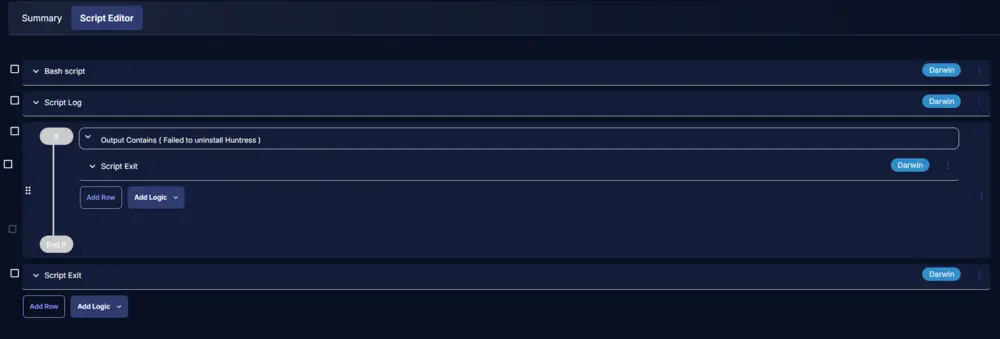 Summary Script Editor
Bash script Darwin
Script Log Darwin
If
Output Contains ( Failed to uninstall Huntress )
Script Exit Darwin
Add Row Add Logic
End If
Script Exit Darwin
Add Row Add Logic